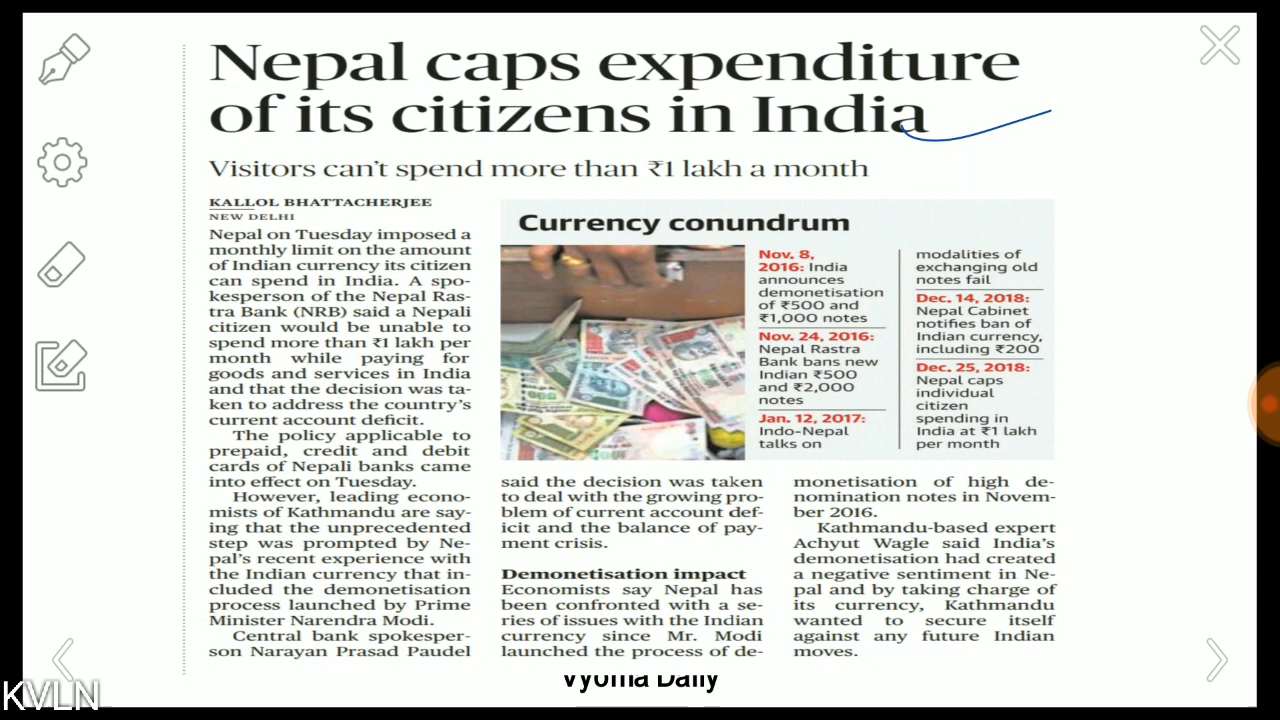 Nepal caps expenditure
of its citizens in India
Visitors can't spend more than ₹1 lakh a month
KALLOL BHATTACHERJEE
NEW DELHI
Nepal on Tuesday imposed a
monthly limit on the amount
of Indian currency its citizen
can spend in India. A spo-
kesperson of the Nepal Ras-
tra Bank (NRB) said a Nepali
citizen would be unable to
spend more than ₹1 lakh per
month while paying for
goods and services in India
and that the decision was ta-
ken to address the country's
current account deficit.
The policy applicable to
prepaid, credit and debit
cards of Nepali banks came
into effect on Tuesday.
However, leading econo-
mists of Kathmandu are say-
ing that the unprecedented
step was prompted by Ne-
pal's recent experience with
the Indian currency that in-
cluded the demonetisation
process launched by Prime
Minister Narendra Modi.
Central bank spokesper-
son Narayan Prasad Paudel
Currency conundrum
Nov. 8,
2016: India
announces
demonetisation
of ₹500 and
₹1,000 notes
Nov. 24, 2016:
Nepal Rastra
Bank bans new
Indian ₹500
and ₹2,000
notes
Jan. 12, 2017:
Indo-Nepal
talks on
modalities of
exchanging old
notes fail
Dec. 14, 2018:
Nepal Cabinet
notifies ban of
Indian currency,
including ₹200
Dec. 25, 2018:
Nepal caps
individual
citizen
spending in
India at ₹1 lakh
per month
said the decision was taken
to deal with the growing pro-
blem of current account def-
icit and the balance of pay-
ment crisis.
Demonetisation impact
Economists say Nepal has
been confronted with a se-
ries of issues with the Indian
currency since Mr. Modi
launched the process of de-
monetisation of high de-
nomination notes in Novem-
ber 2016.
Kathmandu-based expert
Achyut Wagle said India's
demonetisation had created
a negative sentiment in Ne-
pal and by taking charge of
its currency, Kathmandu
wanted to secure itself
against any future Indian
moves.
Vyoma Daily
KVLN